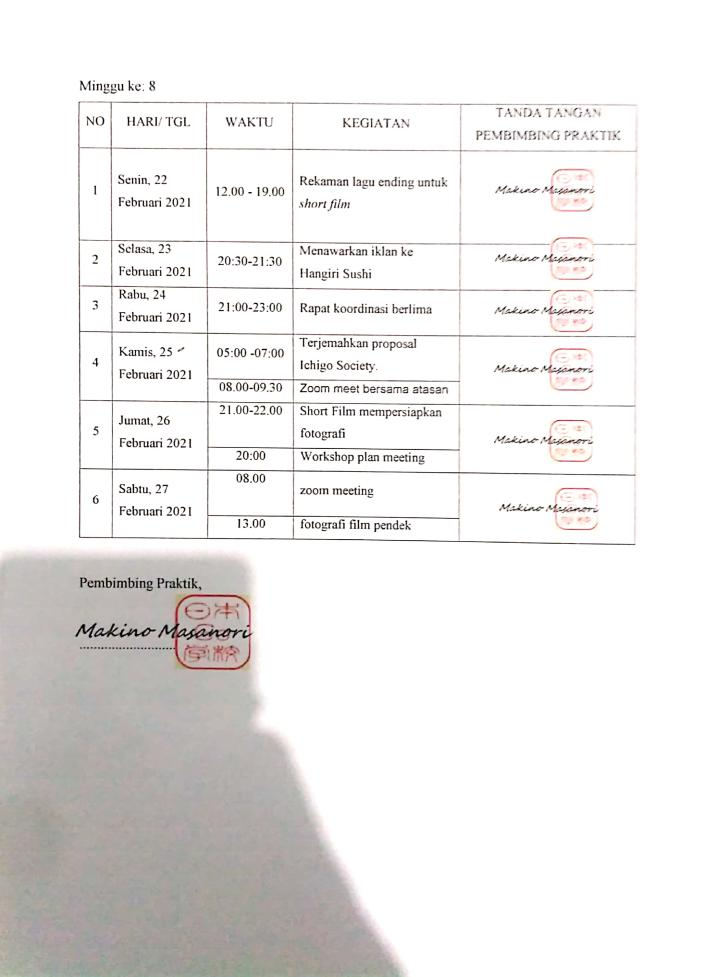 Minggu ke: 8
NO
HARI/ TGL
WAKTU
KEGIATAN
TANDA TANGAN
PEMBIMBING PRAKTIK
1
Senin, 22
Februari 2021
12.00 - 19.00
Rekaman lagu ending untuk
short film
Makino Masanori
2
Selasa, 23
Februari 2021
20:30-21:30
Menawarkan iklan ke
Hangiri Sushi
Makino Masanori
3
Rabu, 24
Februari 2021
21:00-23:00
Rapat koordinasi berlima
Makino Masanori
4
Kamis, 25
Februari 2021
05:00 -07:00
Terjemahkan proposal
Ichigo Society.
08.00-09.30
Zoom meet bersama atasan
Makino Masanori
5
Jumat, 26
Februari 2021
21.00-22.00
Short Film mempersiapkan
fotografi
20:00
Workshop plan meeting
Makino Masanori
6
Sabtu, 27
Februari 2021
08.00
zoom meeting
13.00
fotografi film pendek
Makino Masanori
Pembimbing Praktik,
日本
Makino Masanori
学校